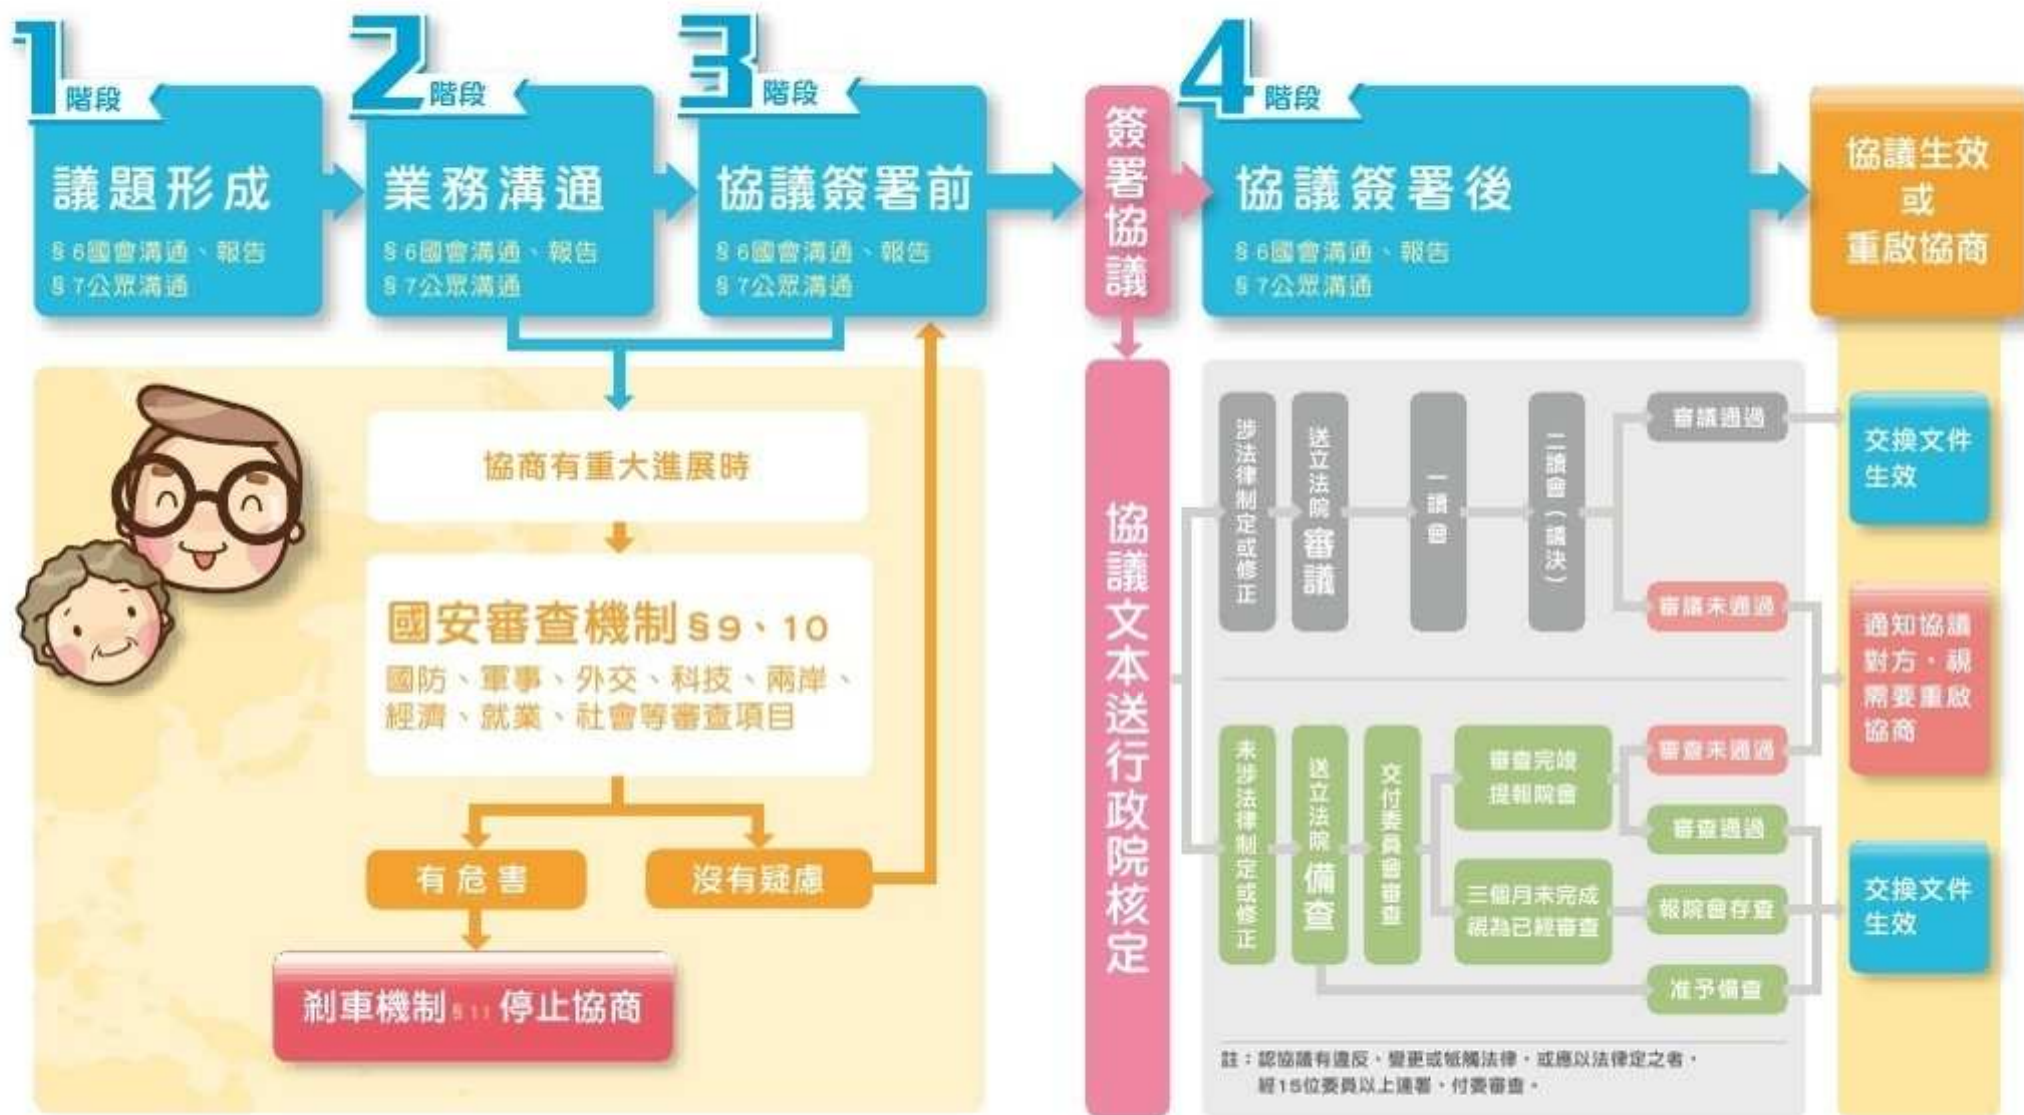 1
階段
議題形成
§6國會溝通、報告
§7公眾溝通
2
階段
業務溝通
§6國會溝通、報告
§7公眾溝通
3
階段
協議簽署前
§6國會溝通、報告
§7公眾溝通
簽署協議
4
階段
協議簽署後
§6國會溝通、報告
§7公眾溝通
協議生效
或
重啟協商
協商有重大進展時
國安審查機制§9、10
國防、軍事、外交、科技、兩岸、
經濟、就業、社會等審查項目
有危害
沒有疑慮
剎車機制§11停止協商
協議文本送行政院核定
涉法律制定或修正
送立法院審議
一讀會
二讀會（議決）
審議通過
審議未通過
未涉法律制定或修正
送立法院備查
交付委員會審查
審查完竣
提報院會
三個月未完成
視為已經審查
審查未通過
審查通過
報院會存查
准予備查
交換文件
生效
通知協議
對方，視
需要重啟
協商
交換文件
生效
註：認協議有違反、變更或牴觸法律，或應以法律定之者，
經15位委員以上連署，付委審查。